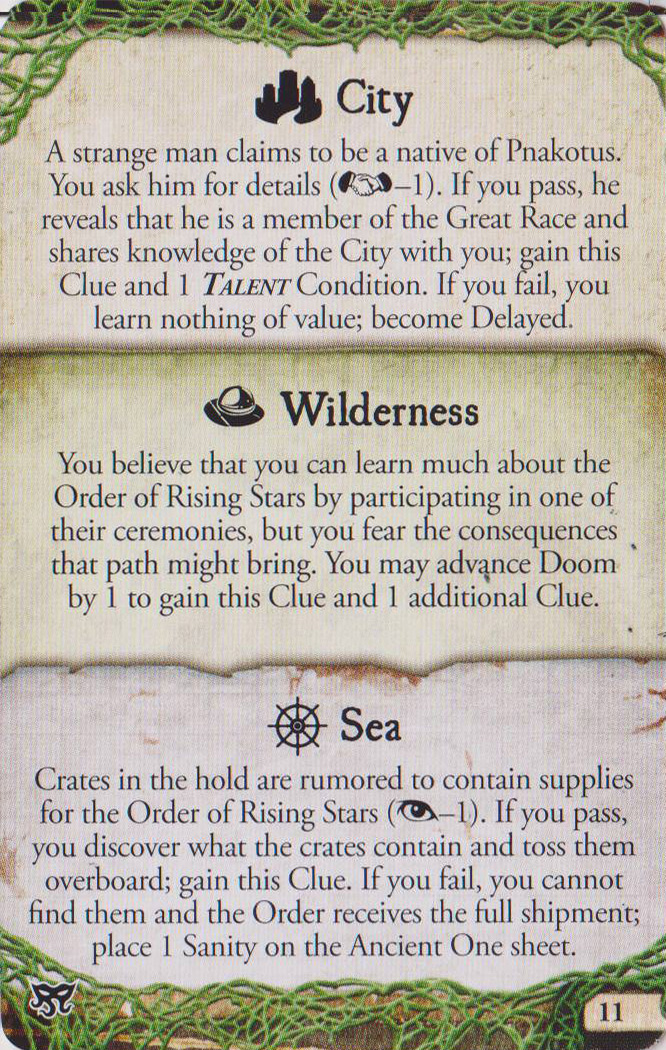 City
A strange man claims to be a native of Pnakotus.
You ask him for details (–1). If you pass, he
reveals that he is a member of the Great Race and
shares knowledge of the City with you; gain this
Clue and 1 TALENT Condition. If you fail, you
learn nothing of value; become Delayed.
Wilderness
You believe that you can learn much about the
Order of Rising Stars by participating in one of
their ceremonies, but you fear the consequences
that path might bring. You may advance Doom
by 1 to gain this Clue and 1 additional Clue.
Sea
Crates in the hold are rumored to contain supplies
for the Order of Rising Stars (–1). If you pass,
you discover what the crates contain and toss them
overboard; gain this Clue. If you fail, you cannot
find them and the Order receives the full shipment;
place 1 Sanity on the Ancient One sheet.
11